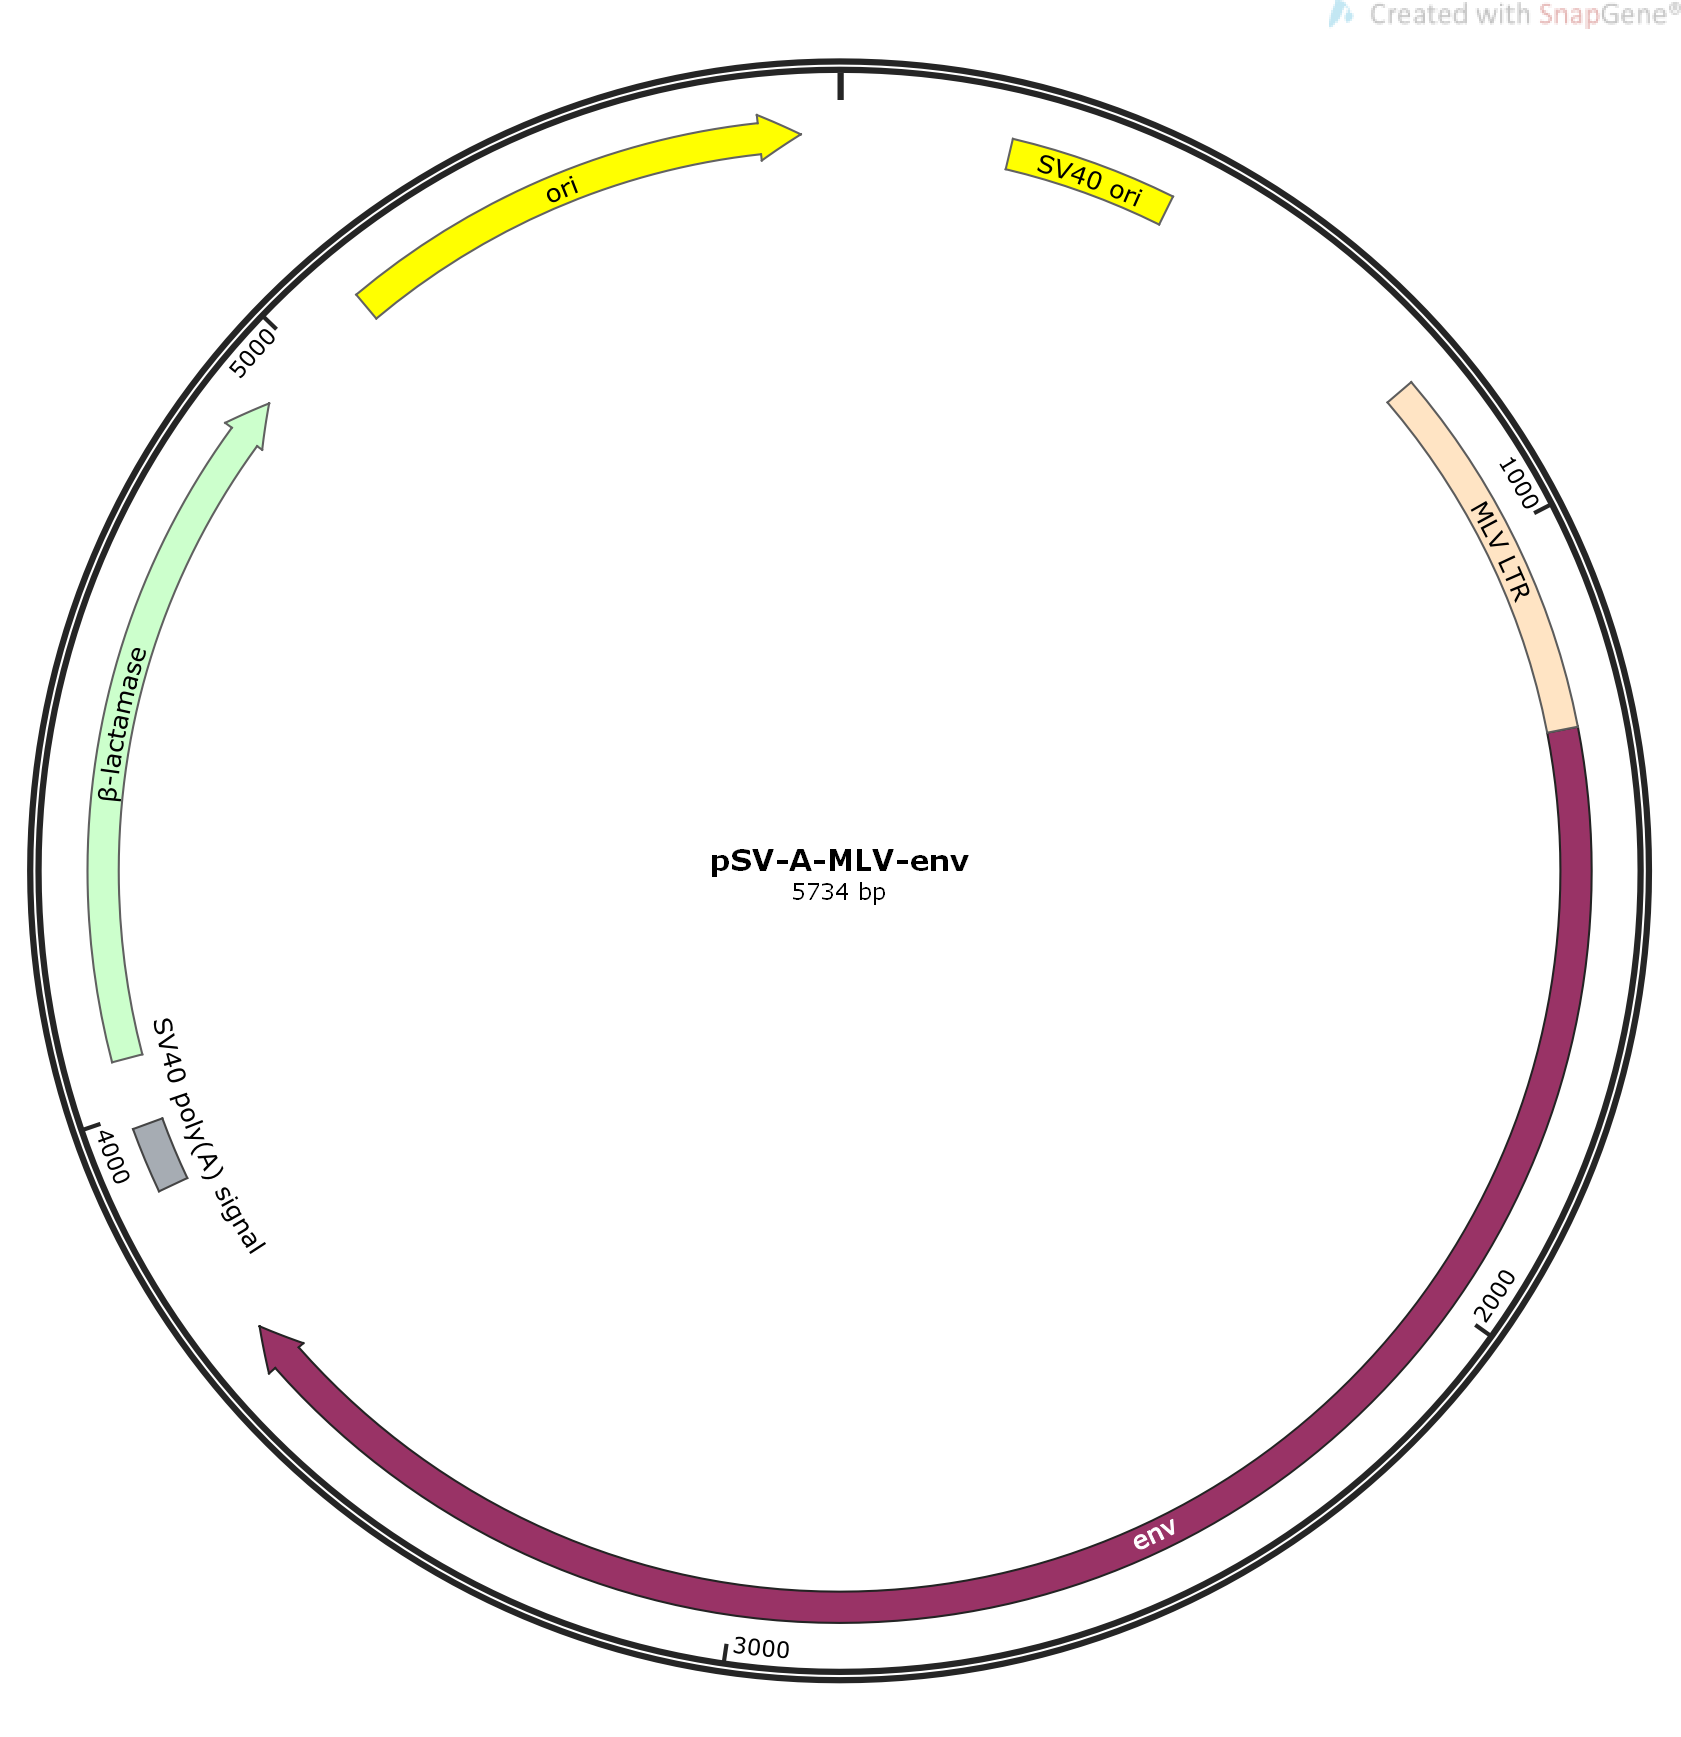 Created with SnapGene®
ori
SV40 ori
5000
1000
MLV LTR
β-lactamase
pSV-A-MLV-env
5734 bp
SV40 poly(A) signal
4000
2000
env
3000